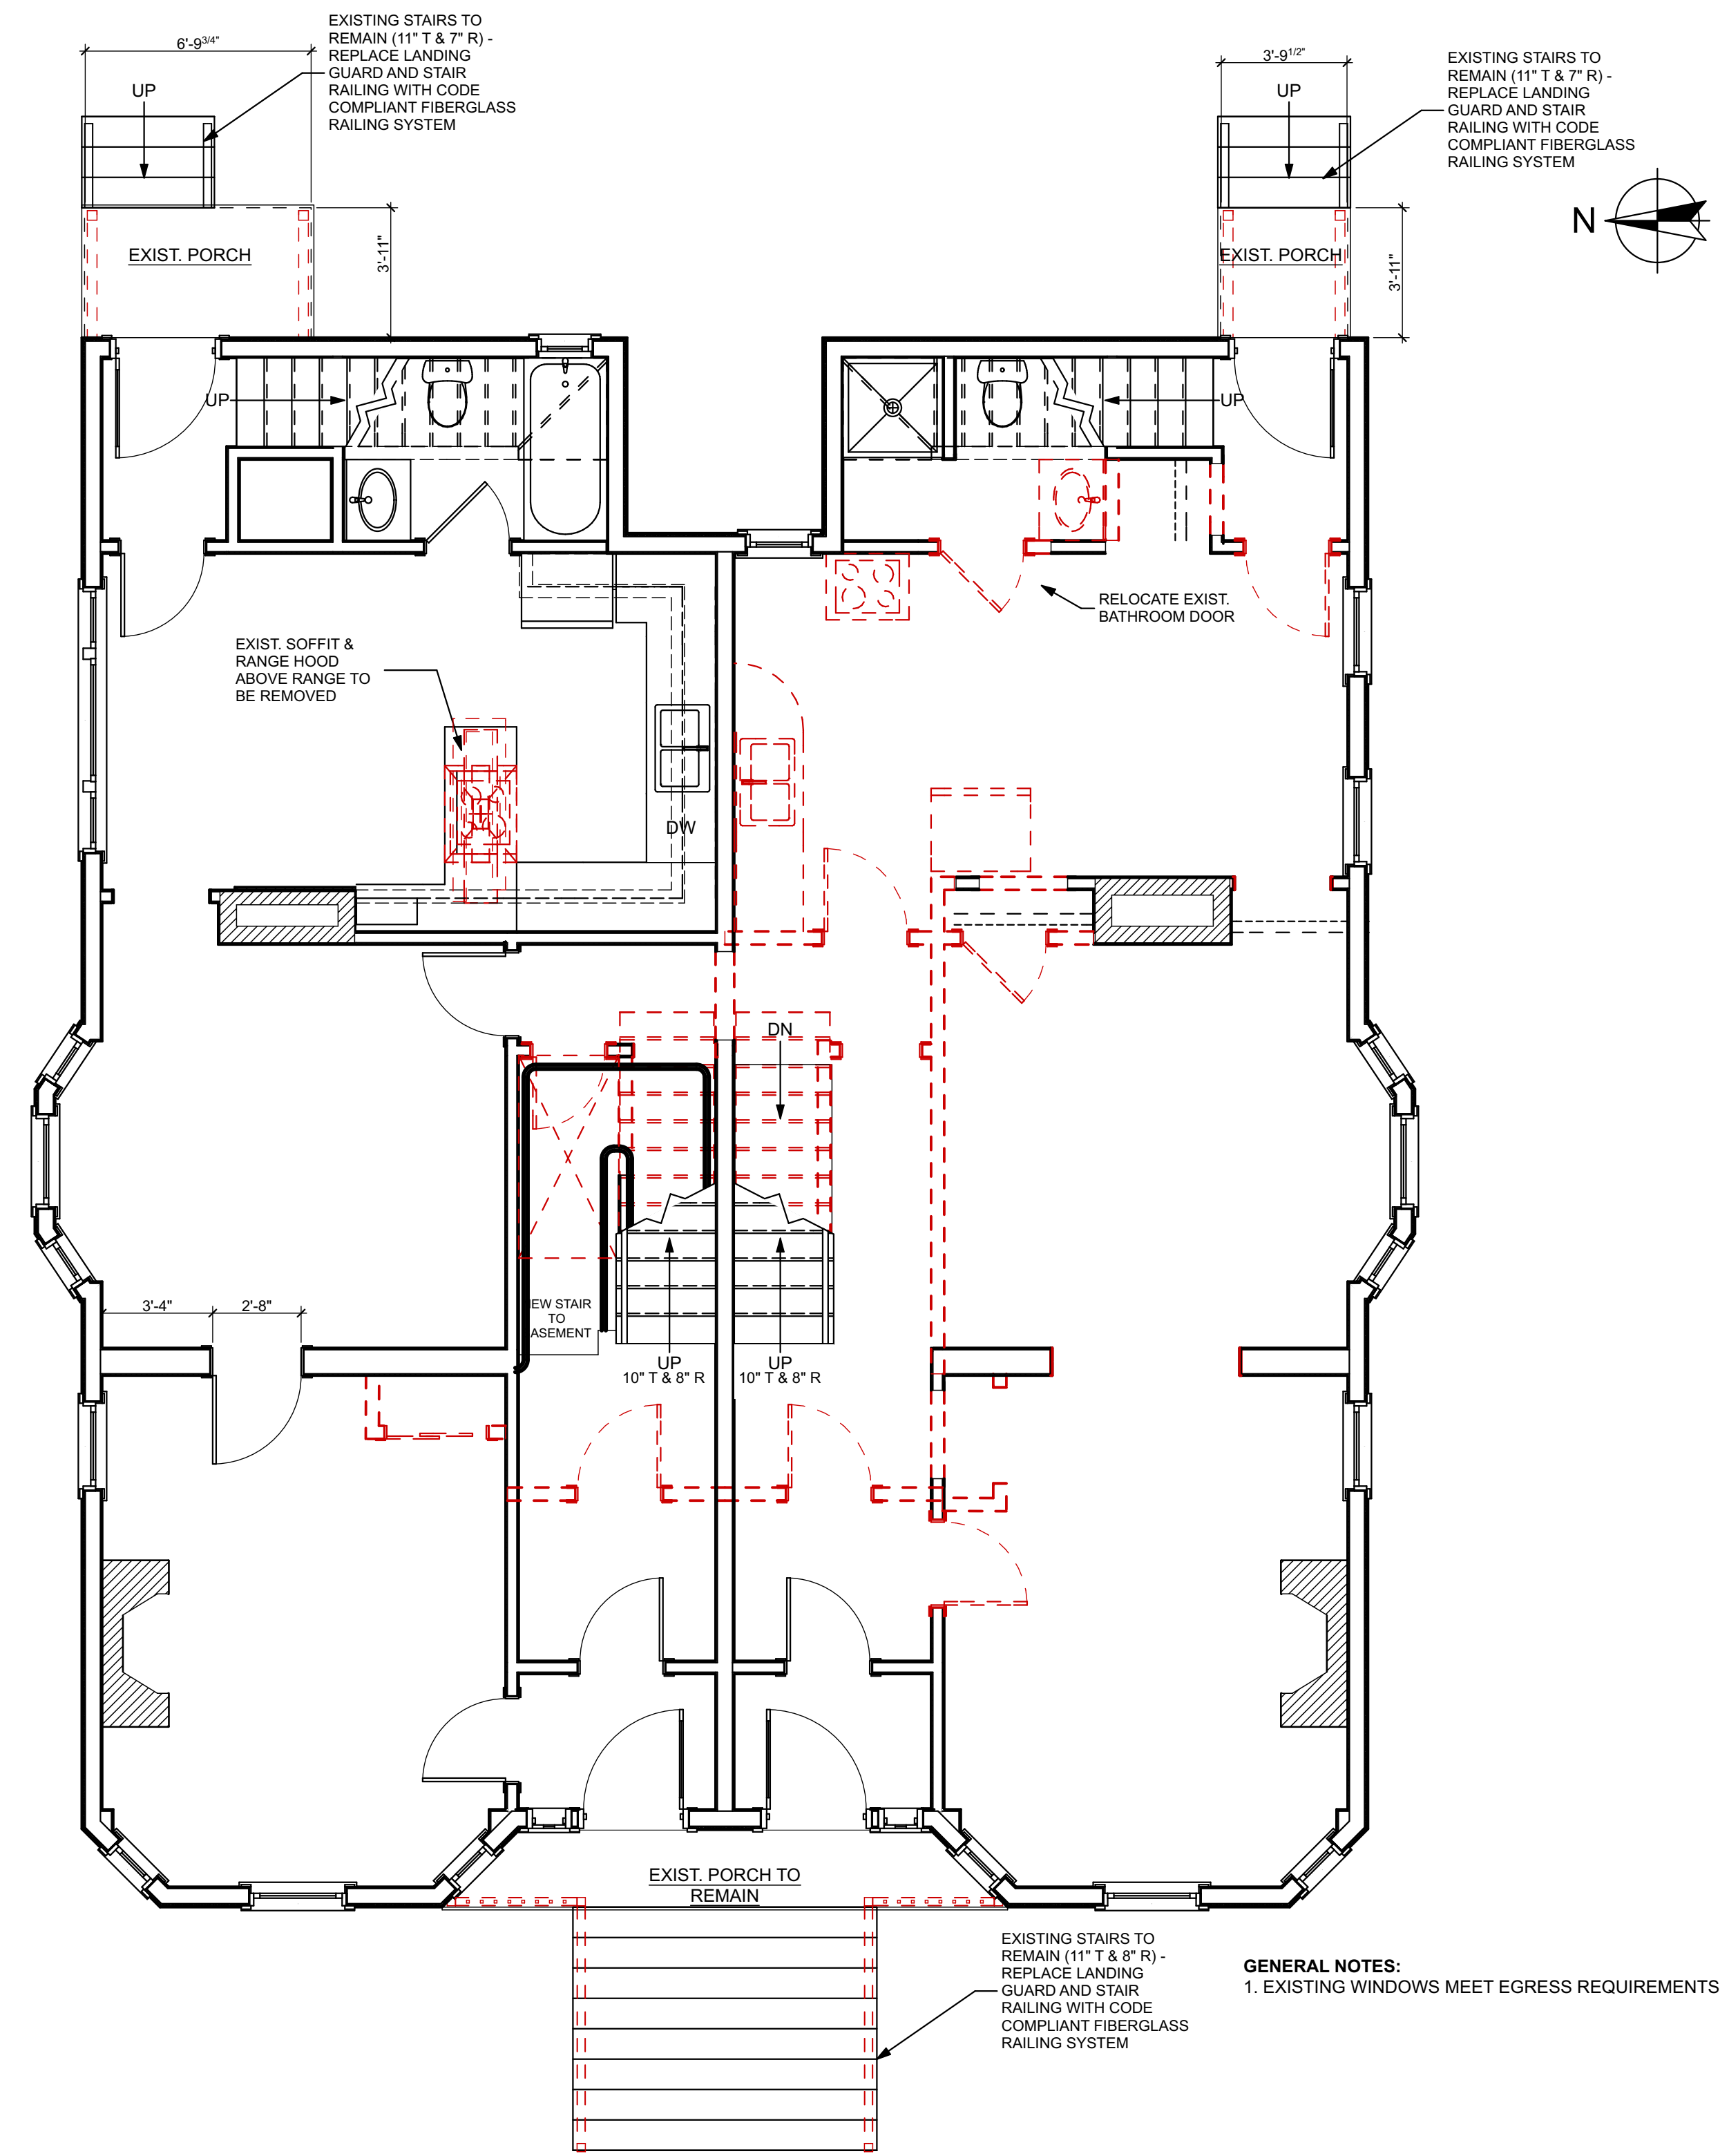 EXISTING STAIRS TO
REMAIN (11" T & 7" R) -
REPLACE LANDING
GUARD AND STAIR
RAILING WITH CODE
COMPLIANT FIBERGLASS
RAILING SYSTEM
6'-9 3/4"
UP
3'-9 1/2"
UP
EXISTING STAIRS TO
REMAIN (11" T & 7" R) -
REPLACE LANDING
GUARD AND STAIR
RAILING WITH CODE
COMPLIANT FIBERGLASS
RAILING SYSTEM
N
EXIST. PORCH
3'-11"
EXIST. PORCH
3'-11"
UP
UP
RELOCATE EXIST.
BATHROOM DOOR
EXIST. SOFFIT &
RANGE HOOD
ABOVE RANGE TO
BE REMOVED
DW
DN
3'-4"
2'-8"
EW STAIR
TO
ASEMENT
UP
10" T & 8" R
UP
10" T & 8" R
EXIST. PORCH TO
REMAIN
EXISTING STAIRS TO
REMAIN (11" T & 8" R) -
REPLACE LANDING
GUARD AND STAIR
RAILING WITH CODE
COMPLIANT FIBERGLASS
RAILING SYSTEM
GENERAL NOTES:
1. EXISTING WINDOWS MEET EGRESS REQUIREMENTS